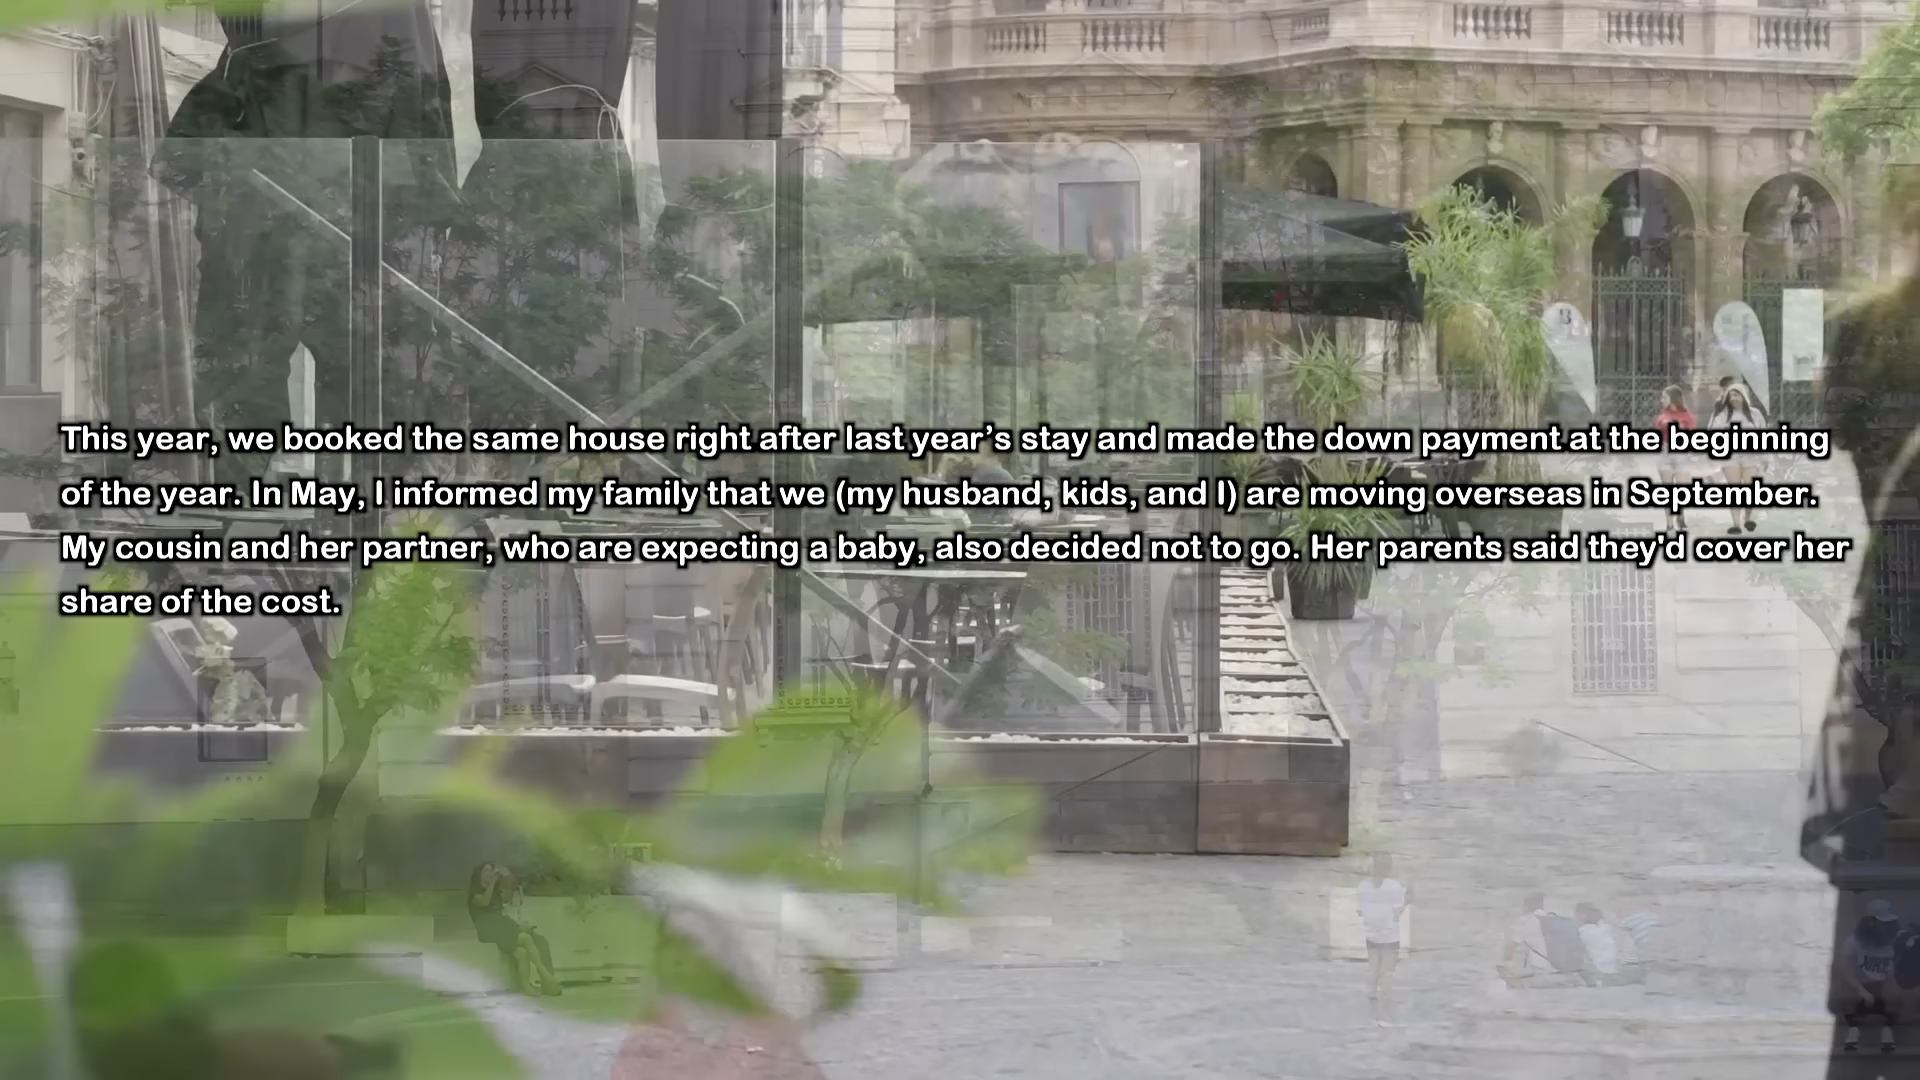 This year, we booked the same house right after last year’s stay and made the down payment at the beginning
of the year. In May, I informed my family that we (my husband, kids, and I) are moving overseas in September.
My cousin and her partner, who are expecting a baby, also decided not to go. Her parents said they'd cover her
share of the cost.